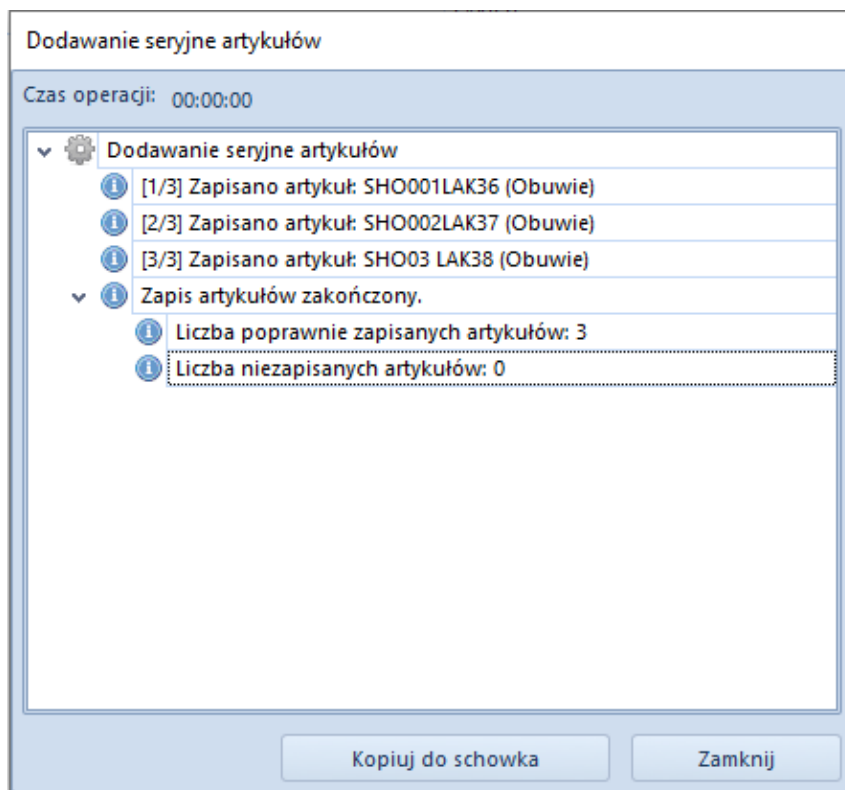 Dodawanie seryjne artykułów
Czas operacji: 00:00:00
Dodawanie seryjne artykułów
[1/3] Zapisano artykuł: SHO001LAK36 (Obuwie)
[2/3] Zapisano artykuł: SHO002LAK37 (Obuwie)
[3/3] Zapisano artykuł: SHO03 LAK38 (Obuwie)
Zapis artykułów zakończony.
Liczba poprawnie zapisanych artykułów: 3
Liczba niezapisanych artykułów: 0
Kopiuj do schowka
Zamknij